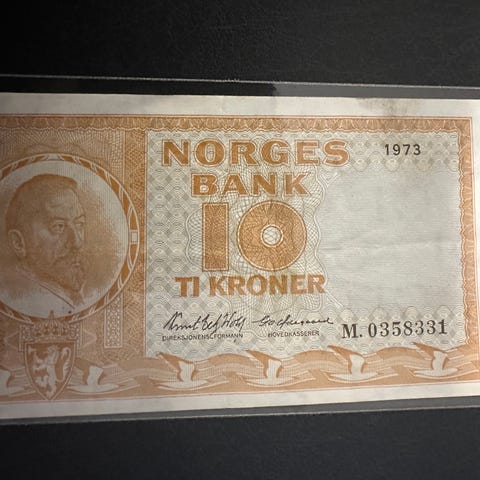 NORGES
1973
BANK
10
TI KRONER
DIREKSJONENS FORMANN
HOVEDKASSERER
M. 0358331